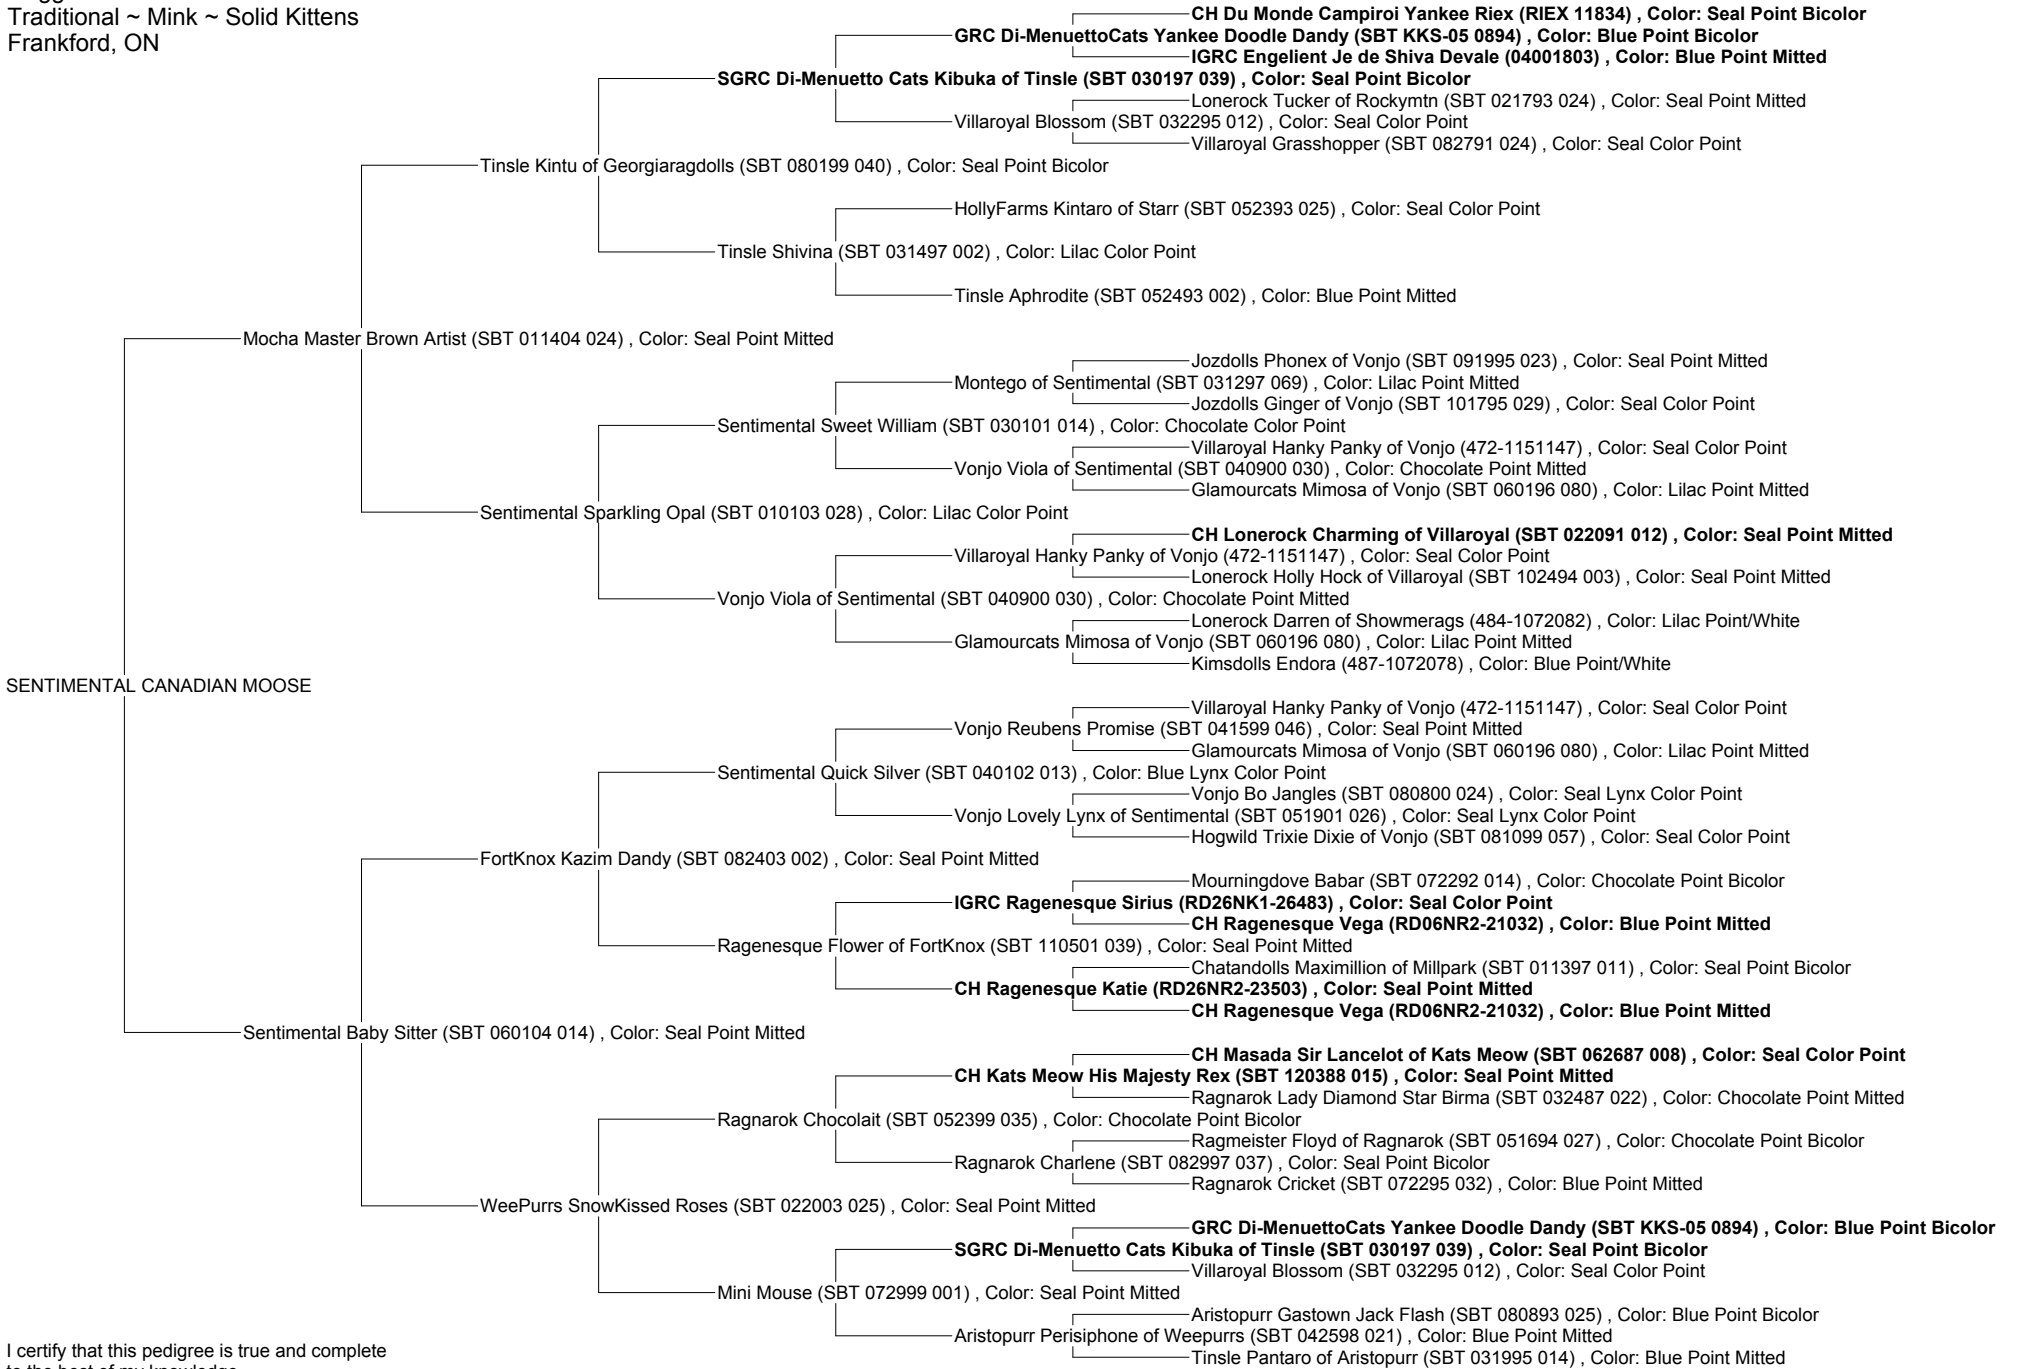 Traditional ~ Mink ~ Solid Kittens
Frankford, ON
CH Du Monde Campiroi Yankee Riex (RIEX 11834) , Color: Seal Point Bicolor
GRC Di-MenuettoCats Yankee Doodle Dandy (SBT KKS-05 0894) , Color: Blue Point Bicolor
IGRC Engelient Je de Shiva Devale (04001803) , Color: Blue Point Mitted
SGRC Di-Menuetto Cats Kibuka of Tinsle (SBT 030197 039) , Color: Seal Point Bicolor
Lonerock Tucker of Rockymtn (SBT 021793 024) , Color: Seal Point Mitted
Villaroyal Blossom (SBT 032295 012) , Color: Seal Color Point
Villaroyal Grasshopper (SBT 082791 024) , Color: Seal Color Point
Tinsle Kintu of Georgiaragdolls (SBT 080199 040) , Color: Seal Point Bicolor
HollyFarms Kintaro of Starr (SBT 052393 025) , Color: Seal Color Point
Tinsle Shivina (SBT 031497 002) , Color: Lilac Color Point
Tinsle Aphrodite (SBT 052493 002) , Color: Blue Point Mitted
Mocha Master Brown Artist (SBT 011404 024) , Color: Seal Point Mitted
Jozdolls Phonex of Vonjo (SBT 091995 023) , Color: Seal Point Mitted
Montego of Sentimental (SBT 031297 069) , Color: Lilac Point Mitted
Jozdolls Ginger of Vonjo (SBT 101795 029) , Color: Seal Color Point
Sentimental Sweet William (SBT 030101 014) , Color: Chocolate Color Point
Villaroyal Hanky Panky of Vonjo (472-1151147) , Color: Seal Color Point
Vonjo Viola of Sentimental (SBT 040900 030) , Color: Chocolate Point Mitted
Glamourcats Mimosa of Vonjo (SBT 060196 080) , Color: Lilac Point Mitted
Sentimental Sparkling Opal (SBT 010103 028) , Color: Lilac Color Point
CH Lonerock Charming of Villaroyal (SBT 022091 012) , Color: Seal Point Mitted
Villaroyal Hanky Panky of Vonjo (472-1151147) , Color: Seal Color Point
Lonerock Holly Hock of Villaroyal (SBT 102494 003) , Color: Seal Point Mitted
Vonjo Viola of Sentimental (SBT 040900 030) , Color: Chocolate Point Mitted
Lonerock Darren of Showmerags (484-1072082) , Color: Lilac Point/White
Glamourcats Mimosa of Vonjo (SBT 060196 080) , Color: Lilac Point Mitted
Kimsdolls Endora (487-1072078) , Color: Blue Point/White
SENTIMENTAL CANADIAN MOOSE
Villaroyal Hanky Panky of Vonjo (472-1151147) , Color: Seal Color Point
Vonjo Reubens Promise (SBT 041599 046) , Color: Seal Point Mitted
Glamourcats Mimosa of Vonjo (SBT 060196 080) , Color: Lilac Point Mitted
Sentimental Quick Silver (SBT 040102 013) , Color: Blue Lynx Color Point
Vonjo Bo Jangles (SBT 080800 024) , Color: Seal Lynx Color Point
Vonjo Lovely Lynx of Sentimental (SBT 051901 026) , Color: Seal Lynx Color Point
Hogwild Trixie Dixie of Vonjo (SBT 081099 057) , Color: Seal Color Point
FortKnox Kazim Dandy (SBT 082403 002) , Color: Seal Point Mitted
Mourningdove Babar (SBT 072292 014) , Color: Chocolate Point Bicolor
IGRC Ragenesque Sirius (RD26NK1-26483) , Color: Seal Color Point
CH Ragenesque Vega (RD06NR2-21032) , Color: Blue Point Mitted
Ragenesque Flower of FortKnox (SBT 110501 039) , Color: Seal Point Mitted
Chatandolls Maximillion of Millpark (SBT 011397 011) , Color: Seal Point Bicolor
CH Ragenesque Katie (RD26NR2-23503) , Color: Seal Point Mitted
CH Ragenesque Vega (RD06NR2-21032) , Color: Blue Point Mitted
Sentimental Baby Sitter (SBT 060104 014) , Color: Seal Point Mitted
CH Masada Sir Lancelot of Kats Meow (SBT 062687 008) , Color: Seal Color Point
CH Kats Meow His Majesty Rex (SBT 120388 015) , Color: Seal Point Mitted
Ragnarok Lady Diamond Star Birma (SBT 032487 022) , Color: Chocolate Point Mitted
Ragnarok Chocolait (SBT 052399 035) , Color: Chocolate Point Bicolor
Ragmeister Floyd of Ragnarok (SBT 051694 027) , Color: Chocolate Point Bicolor
Ragnarok Charlene (SBT 082997 037) , Color: Seal Point Bicolor
Ragnarok Cricket (SBT 072295 032) , Color: Blue Point Mitted
WeePurrs SnowKissed Roses (SBT 022003 025) , Color: Seal Point Mitted
GRC Di-MenuettoCats Yankee Doodle Dandy (SBT KKS-05 0894) , Color: Blue Point Bicolor
SGRC Di-Menuetto Cats Kibuka of Tinsle (SBT 030197 039) , Color: Seal Point Bicolor
Villaroyal Blossom (SBT 032295 012) , Color: Seal Color Point
Mini Mouse (SBT 072999 001) , Color: Seal Point Mitted
Aristopurr Gastown Jack Flash (SBT 080893 025) , Color: Blue Point Bicolor
Aristopurr Perisiphone of Weepurrs (SBT 042598 021) , Color: Blue Point Mitted
Tinsle Pantaro of Aristopurr (SBT 031995 014) , Color: Blue Point Mitted
I certify that this pedigree is true and complete